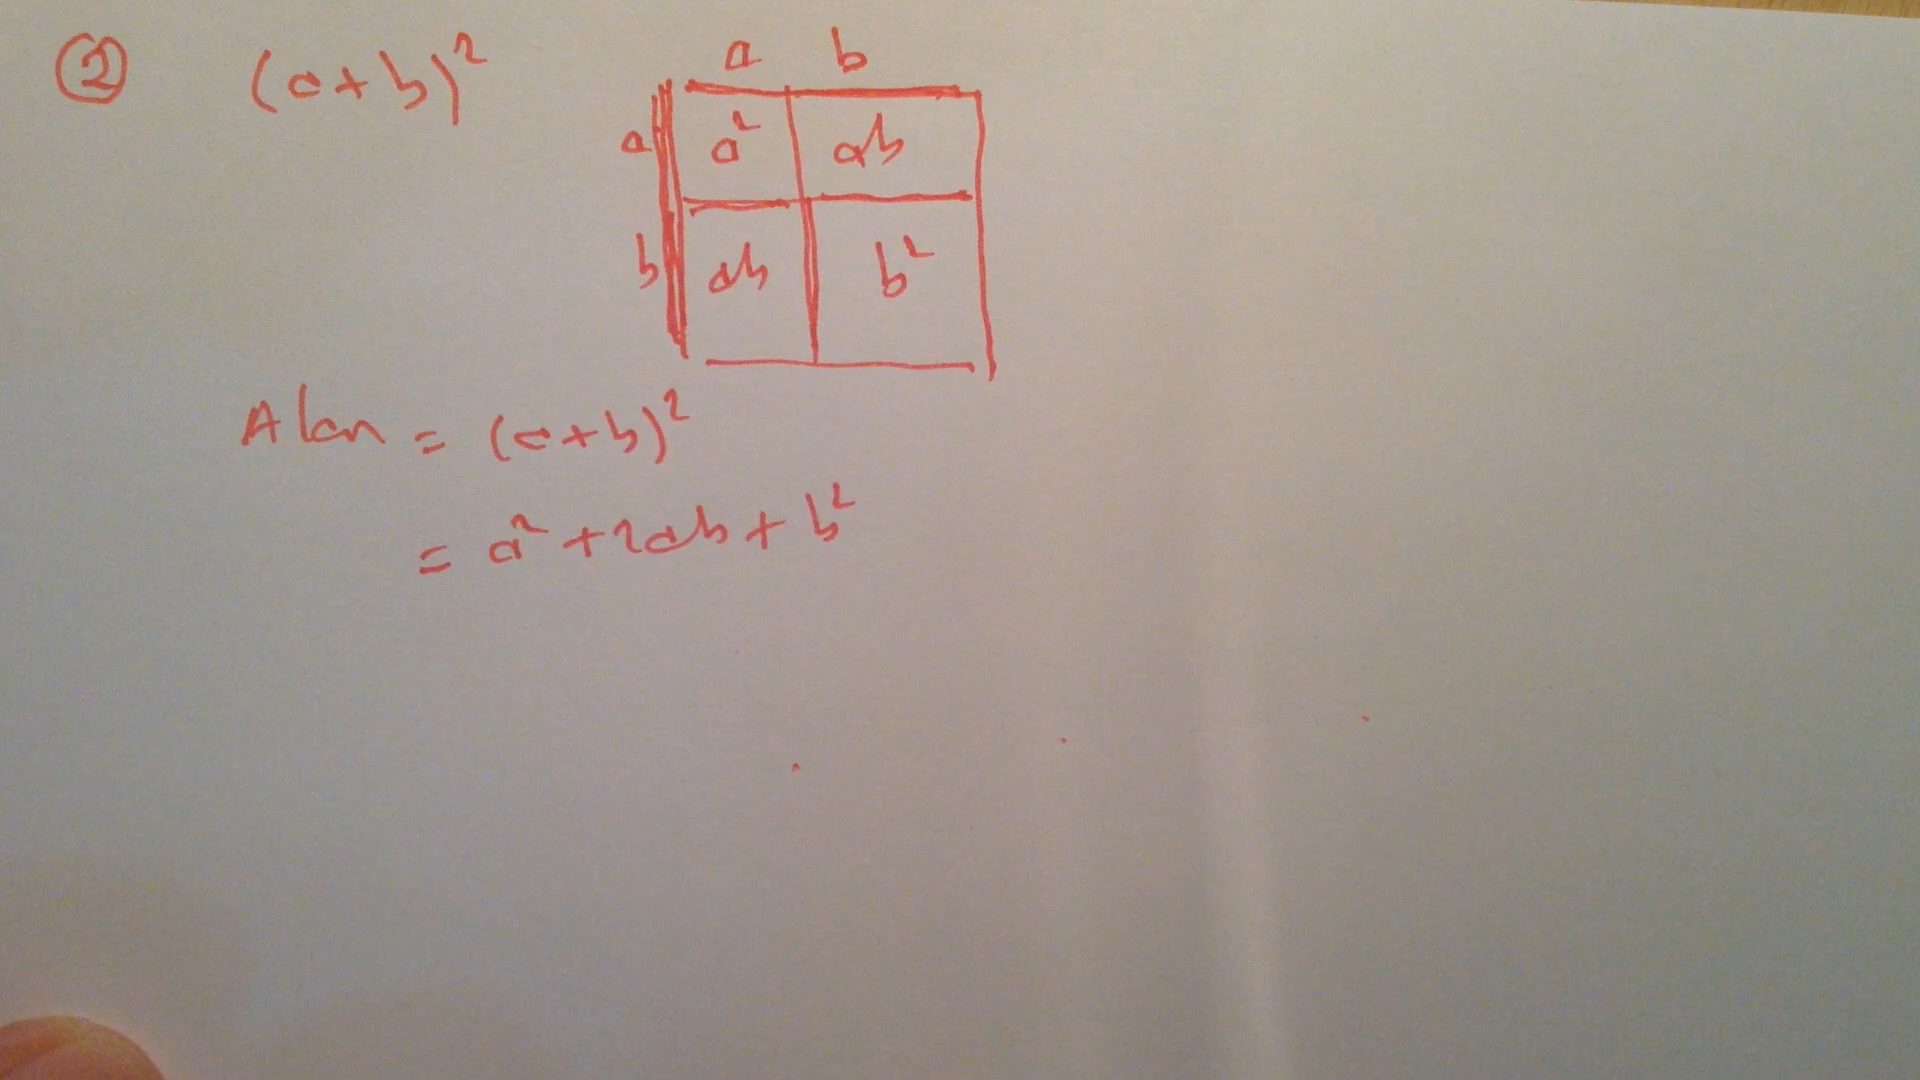 ② (a+b)²
a b
a a² ab
b ab b²
Alan = (a+b)²
= a² + 2ab + b²